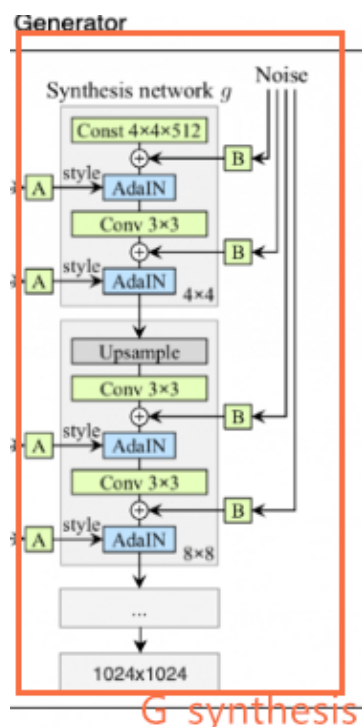 Generator
Noise
Synthesis network g
Const 4×4×512
B
style
A
AdaIN
Conv 3×3
B
style
A
AdaIN
4×4
Upsample
Conv 3×3
B
style
A
AdaIN
Conv 3×3
B
style
A
AdaIN
8×8
...
1024x1024
G_synthesis